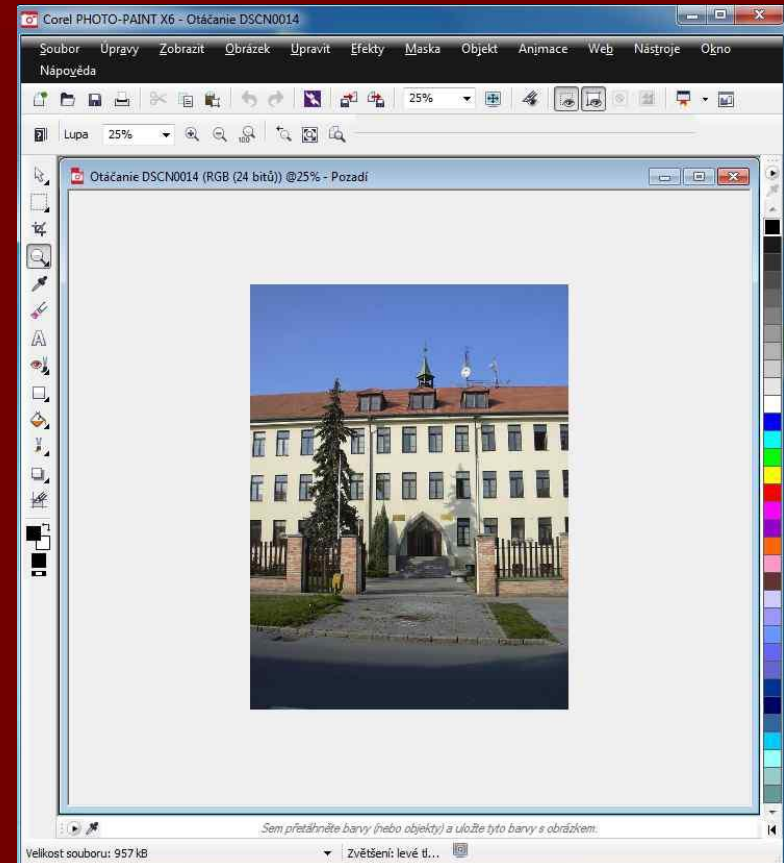 Corel PHOTO-PAINT X6 - Otáčanie DSCN0014
Soubor Úpravy Zobrazit Obrázek Upravit Efekty Maska Objekt Animace Web Nástroje Okno
Nápověda
25%
Lupa 25%
100
Otáčanie DSCN0014 (RGB (24 bitů)) @25% - Pozadí
Sem přetáhněte barvy (nebo objekty) a uložte tyto barvy s obrázkem.
Velikost souboru: 957 kB Zvětšení: levé tl...